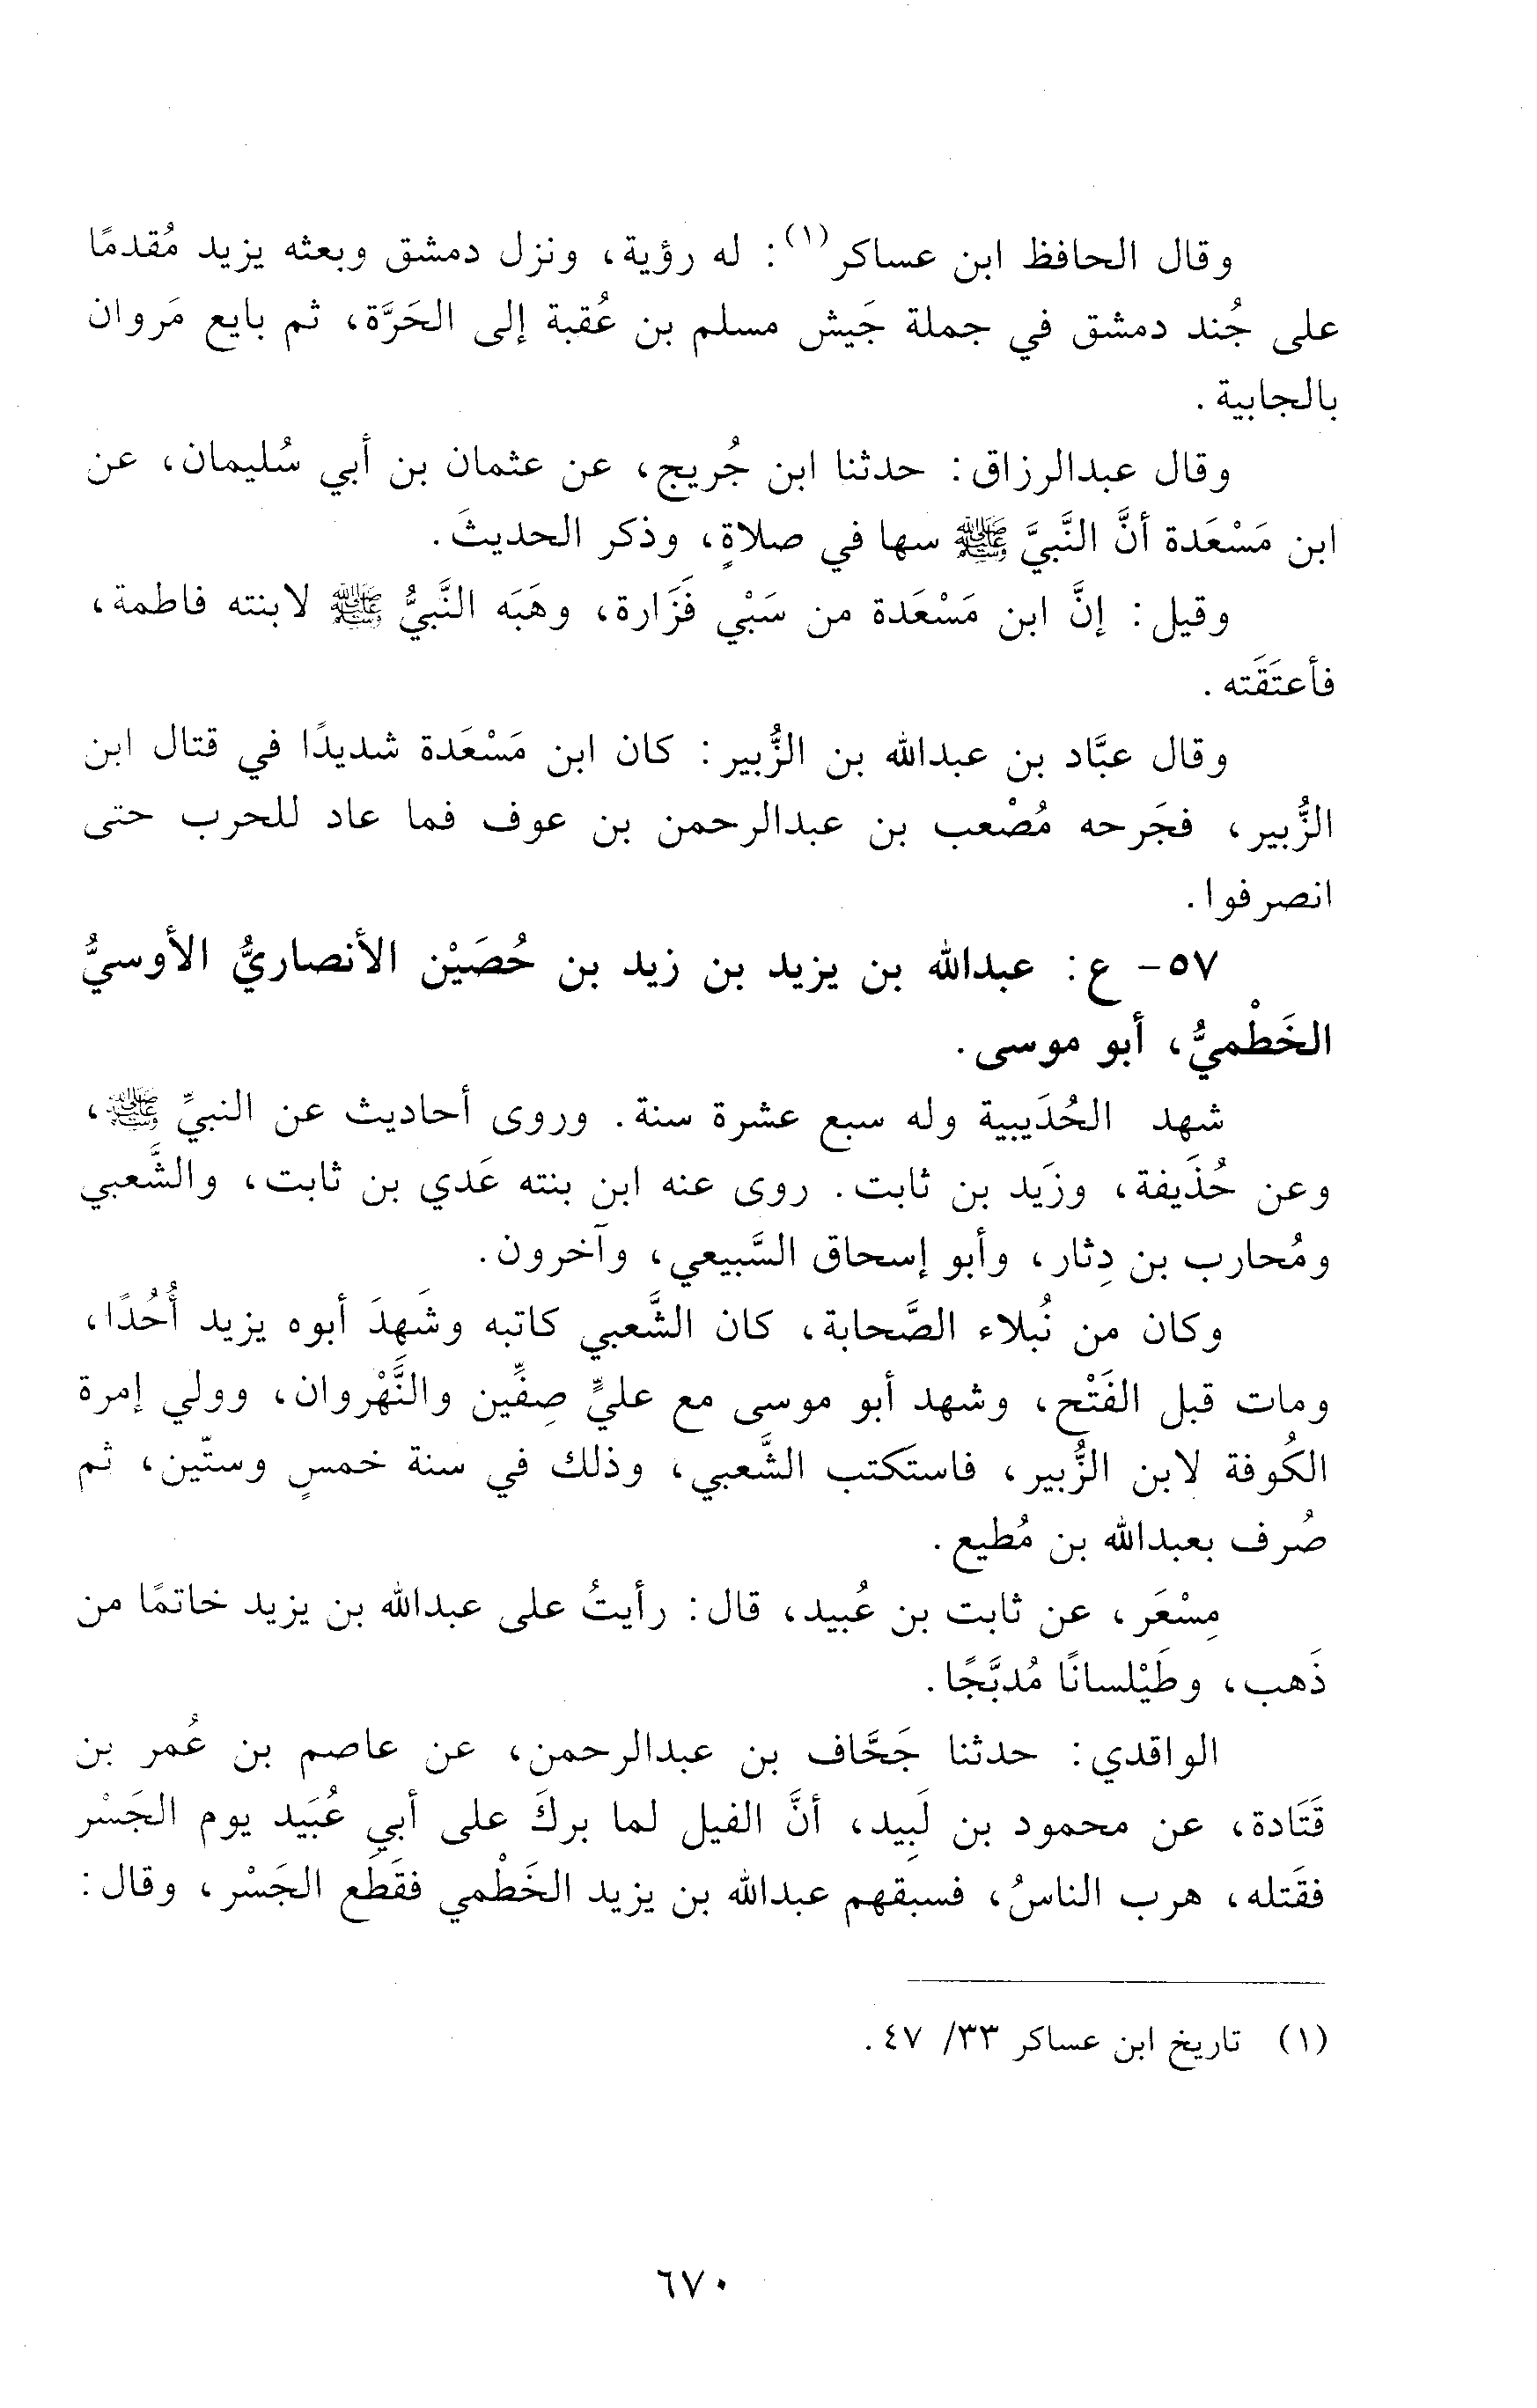 وقال الحافظ ابن عساكر(١): له رؤية، ونزل دمشق وبعثه يزيد مُقدمًا
على جُند دمشق في جملة جَيش مسلم بن عُقبة إلى الحَرَّة، ثم بايع مَروان
بالجابية.
وقال عبدالرزاق: حدثنا ابن جُريج، عن عثمان بن أبي سُليمان، عن
ابن مَسْعَدة أنَّ النَّبيَّ ﷺ سها في صلاةٍ، وذكر الحديثَ.
وقيل: إنَّ ابن مَسْعَدة من سَبْي فَزَارة، وهَبَه النَّبيُّ ﷺ لابنته فاطمة،
فأعتَقَته.
وقال عبَّاد بن عبدالله بن الزُّبير: كان ابن مَسْعَدة شديدًا في قتال ابن
الزُّبير، فجَرحه مُصْعب بن عبدالرحمن بن عوف فما عاد للحرب حتى
انصرفوا.
٥٧- ع: عبدالله بن يزيد بن زيد بن حُصَيْن الأنصاريُّ الأوسيُّ
الخَطْميُّ، أبو موسى.
شهد الحُدَيبية وله سبع عشرة سنة. وروى أحاديث عن النبيِّ ﷺ،
وعن حُذَيفة، وزَيد بن ثابت. روى عنه ابن بنته عَدي بن ثابت، والشَّعبي
ومُحارب بن دِثار، وأبو إسحاق السَّبيعي، وآخرون.
وكان من نُبلاء الصَّحابة، كان الشَّعبي كاتبه وشَهِدَ أبوه يزيد أُحُدًا،
ومات قبل الفَتْح، وشهد أبو موسى مع عليٍّ صِفِّين والنَّهْروان، وولي إمرة
الكُوفة لابن الزُّبير، فاستَكتب الشَّعبي، وذلك في سنة خمسٍ وستّين، ثم
صُرف بعبدالله بن مُطيع.
مِسْعَر، عن ثابت بن عُبيد، قال: رأيتُ على عبدالله بن يزيد خاتمًا من
ذَهب، وطَيْلسانًا مُدبَّجًا.
الواقدي: حدثنا جَحَّاف بن عبدالرحمن، عن عاصم بن عُمر بن
قَتَادة، عن محمود بن لَبِيد، أنَّ الفيل لما بركَ على أبي عُبَيد يوم الجَسْر
فقَتله، هرب الناسُ، فسبقهم عبدالله بن يزيد الخَطْمي فقَطَع الجَسْر، وقال:
(١) تاريخ ابن عساكر ٣٣/ ٤٧.
٦٧٠